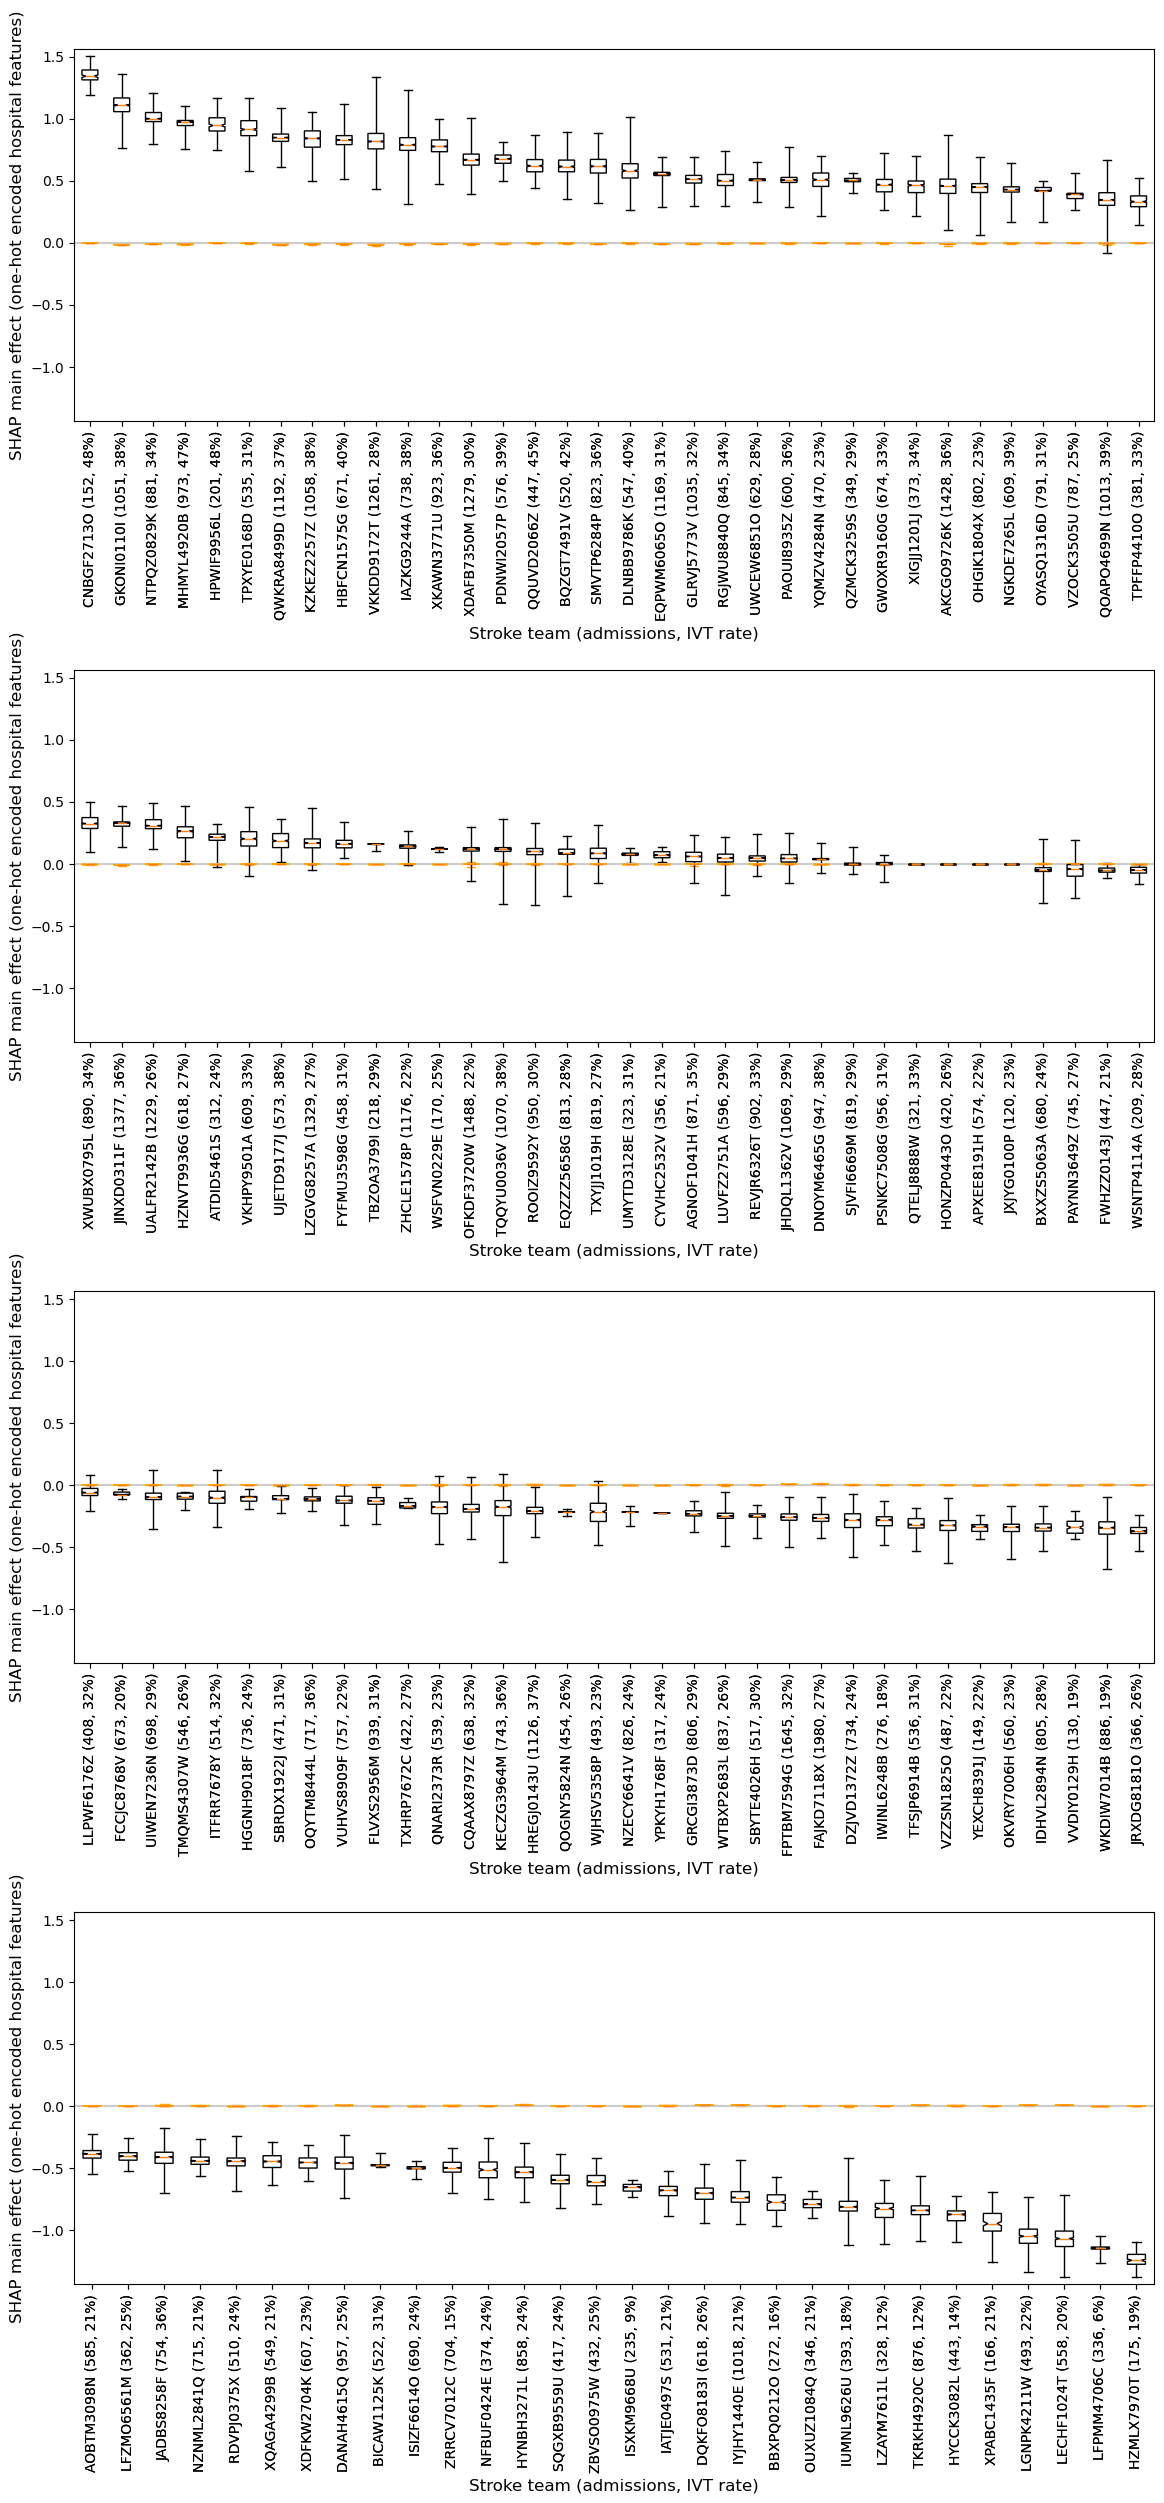 SHAP main effect (one-hot encoded hospital features)
1.5
1.0
0.5
0.0
−0.5
−1.0
CNBGF2713O (152, 48%)
GKONI0110I (1051, 38%)
NTPQZ0829K (881, 34%)
MHMYL4920B (973, 47%)
HPWIF9956L (201, 48%)
TPXYE0168D (535, 31%)
QWKRA8499D (1192, 37%)
KZKEZ2257Z (1058, 38%)
HBFCN1575G (671, 40%)
VKKDD9172T (1261, 28%)
IAZKG9244A (738, 38%)
XKAWN3771U (923, 36%)
XDAFB7350M (1279, 30%)
PDNWI2057P (576, 39%)
QQUVD2066Z (447, 45%)
BQZGT7491V (520, 42%)
SMVTP6284P (823, 36%)
DLNBB9786K (547, 40%)
EQPWM6065O (1169, 31%)
GLRVJ5773V (1035, 32%)
RGJWU8840Q (845, 34%)
UWCEW6851O (629, 28%)
PAOUI8935Z (600, 36%)
YQMZV4284N (470, 23%)
QZMCK3259S (349, 29%)
GWOXR9160G (674, 33%)
XIGJJ1201J (373, 34%)
AKCGO9726K (428, 36%)
OHGIK1804X (802, 23%)
NGKDE7265L (609, 39%)
OYASQ1316D (791, 31%)
VZOCK3505U (787, 25%)
QOAPO4699N (1013, 39%)
TPFFP4410O (381, 33%)
Stroke team (admissions, IVT rate)
SHAP main effect (one-hot encoded hospital features)
1.5
1.0
0.5
0.0
−0.5
−1.0
XWUBX0795L (890, 34%)
JINXD0311F (1377, 36%)
UALFR2142B (1229, 26%)
HZNVT9936G (618, 27%)
ATDID5461S (312, 24%)
VKHPY9501A (609, 33%)
UJETD9177J (573, 38%)
LZGVG8257A (1329, 27%)
FYFMU3598G (458, 31%)
TBZOA3799I (218, 29%)
ZHCLE1578P (1176, 22%)
WSFVN0229E (170, 25%)
OFKDF3720W (1488, 22%)
TQQYU0036V (1070, 38%)
ROOIZ9592Y (950, 30%)
EQZZZ5658G (813, 28%)
TXYJJ1019H (819, 27%)
UMYTD3128E (323, 31%)
CYVHC2532V (356, 21%)
AGNOF1041H (871, 35%)
LUVFZ2751A (596, 29%)
REVJR6326T (902, 33%)
JHDQL1362V (1069, 29%)
DNOYM6465G (947, 38%)
SJVFI6669M (819, 29%)
PSNKC7508G (956, 31%)
QTELJ8888W (321, 33%)
HONZP0443O (420, 26%)
APXEE8191H (574, 22%)
JXJYG0100P (120, 23%)
BXXZS5063A (680, 24%)
PAYNN3649Z (745, 27%)
FWHZZ0143J (447, 21%)
WSNTP4114A (209, 28%)
Stroke team (admissions, IVT rate)
SHAP main effect (one-hot encoded hospital features)
1.5
1.0
0.5
0.0
−0.5
−1.0
LLPWF6176Z (408, 32%)
FCCJC8768V (673, 20%)
UIWEN7236N (698, 29%)
TMQMS4307W (546, 26%)
ITFRR7678Y (514, 32%)
HGGNH9018F (736, 24%)
SBRDX1922J (471, 31%)
OQYTM8444L (717, 36%)
VUHVS8909F (757, 22%)
FLVXS2956M (939, 31%)
TXHRP7672C (422, 27%)
QNARI2373R (539, 23%)
CQAAX8797Z (638, 32%)
KECZG3964M (743, 36%)
HREGJ0143U (1126, 37%)
QOGNY5824N (454, 26%)
WJHSV5358P (493, 23%)
NZECY6641V (826, 24%)
YPKYH1768F (317, 24%)
GRCGI3873D (806, 29%)
WTBXP2683L (837, 26%)
SBYTE4026H (517, 30%)
FPTBM7594G (1645, 32%)
FAJKD7118X (1980, 27%)
DZJVD1372Z (734, 24%)
IWINL6248B (276, 18%)
TFSJP6914B (536, 31%)
VZZSN1825O (487, 22%)
YEXCH8391J (149, 22%)
OKVRY7006H (560, 23%)
IDHVL2894N (805, 28%)
VVDIY0129H (130, 19%)
WKDIW7014B (886, 19%)
JRXDG8181O (366, 26%)
Stroke team (admissions, IVT rate)
SHAP main effect (one-hot encoded hospital features)
1.5
1.0
0.5
0.0
−0.5
−1.0
AOBTM3098N (585, 21%)
LFZMO6561M (362, 25%)
JADBS8258F (754, 36%)
NZNML2841Q (715, 21%)
RDVPJ0375X (510, 24%)
XQAGA4299B (549, 21%)
XDFKW2704K (607, 23%)
DANAH4615Q (957, 25%)
BICAW1125K (522, 31%)
ISIZF6614O (690, 24%)
ZRRCV7012C (704, 15%)
NFBUF0424E (374, 24%)
HYNBH3271L (858, 24%)
SQGXB9559U (417, 24%)
ZBVSO0975W (432, 25%)
ISXKM9668U (235, 9%)
IATJE0497S (531, 21%)
DQKFO8183I (618, 26%)
IYJHY1440E (1018, 21%)
BBXPQ0212O (272, 16%)
OUXUZ1084Q (346, 21%)
IUMNL9626U (393, 18%)
LZAYM7611L (328, 12%)
TKRKH4920C (876, 12%)
HYCCK3082L (443, 14%)
XPABC1435F (166, 21%)
LGNPK4211W (493, 22%)
LECHF1024T (558, 20%)
LFPMM4706C (336, 6%)
HZMLX7970T (175, 19%)
Stroke team (admissions, IVT rate)